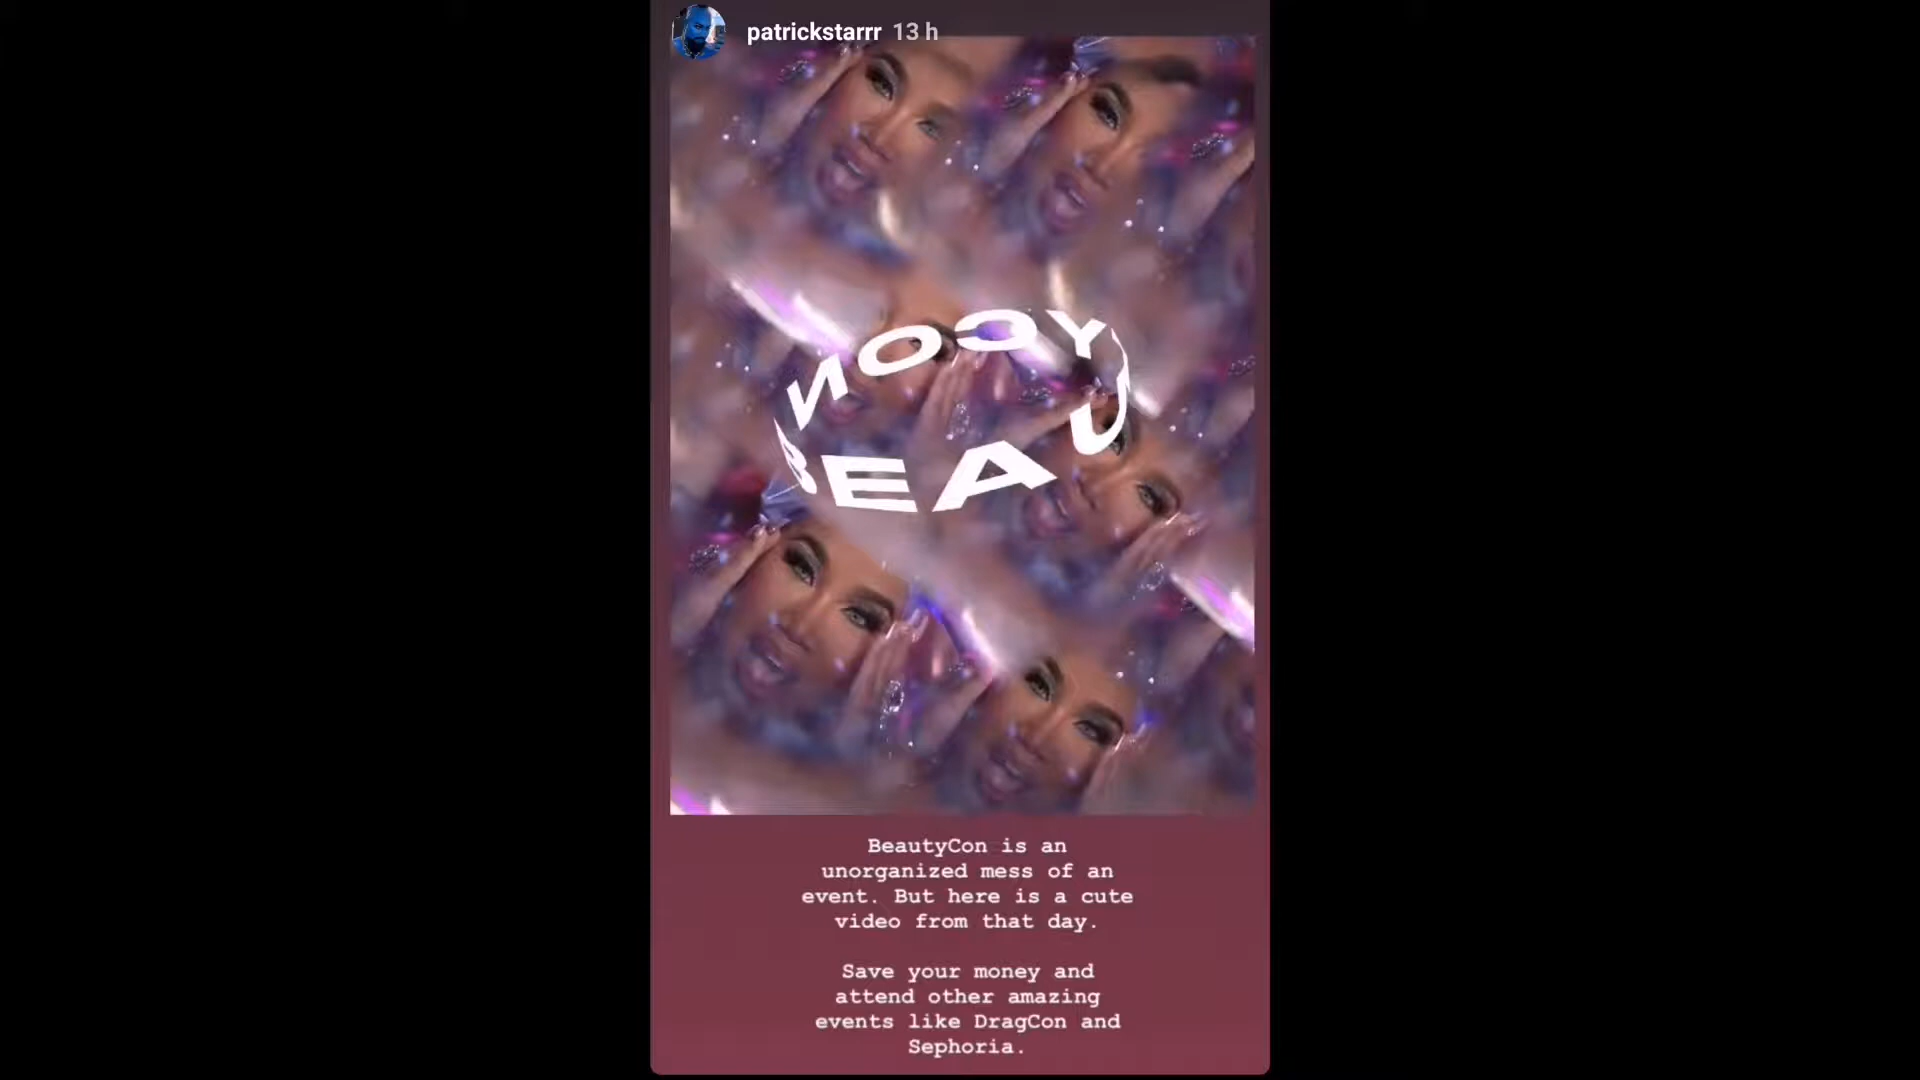 patrickstarrr 13 h
BEAUYCON
BeautyCon is an
unorganized mess of an
event. But here is a cute
video from that day.
Save your money and
attend other amazing
events like DragCon and
Sephoria.